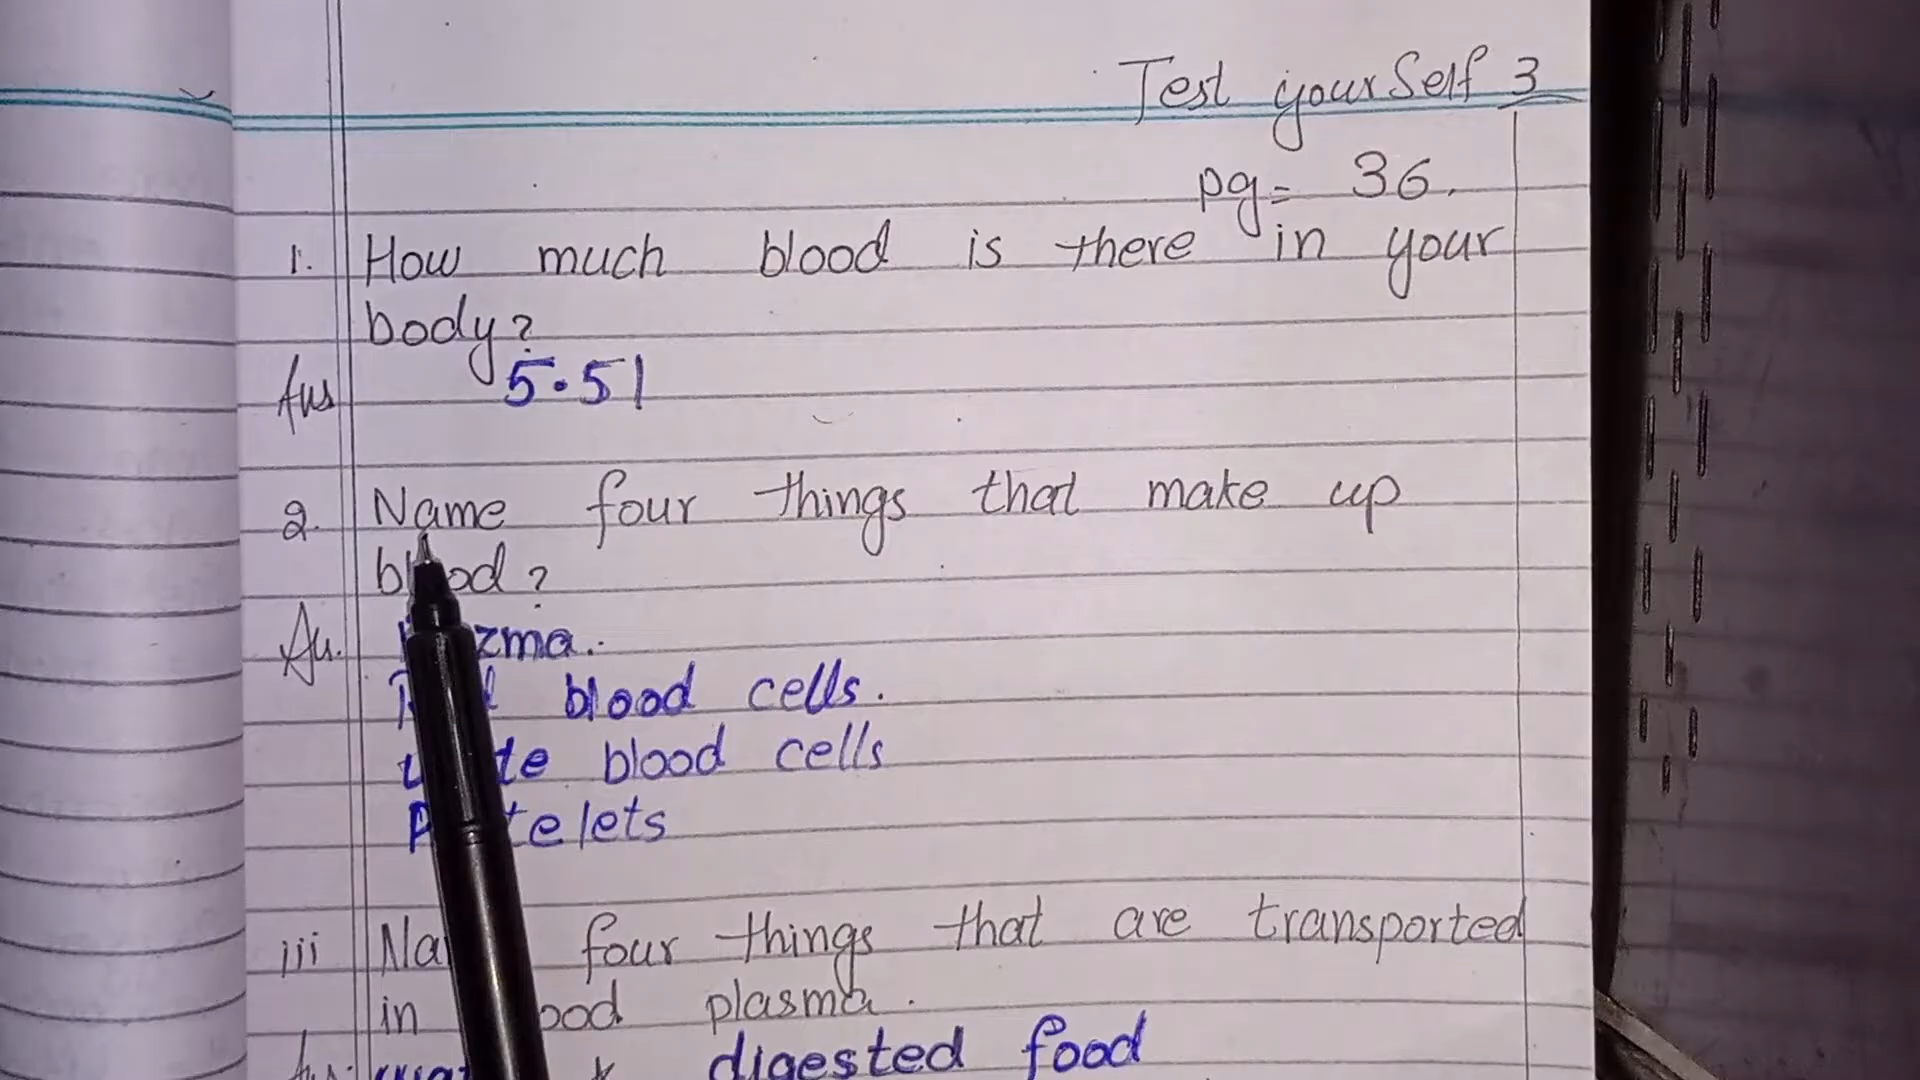 Test yourself 3
pg= 36.
1. How much blood is there in your
body?
Ans 5.5l
2. Name four things that make up
blood?
An. zma.
blood cells.
blood cells
iii four things that are transported
in plasma.
Ans. digested food